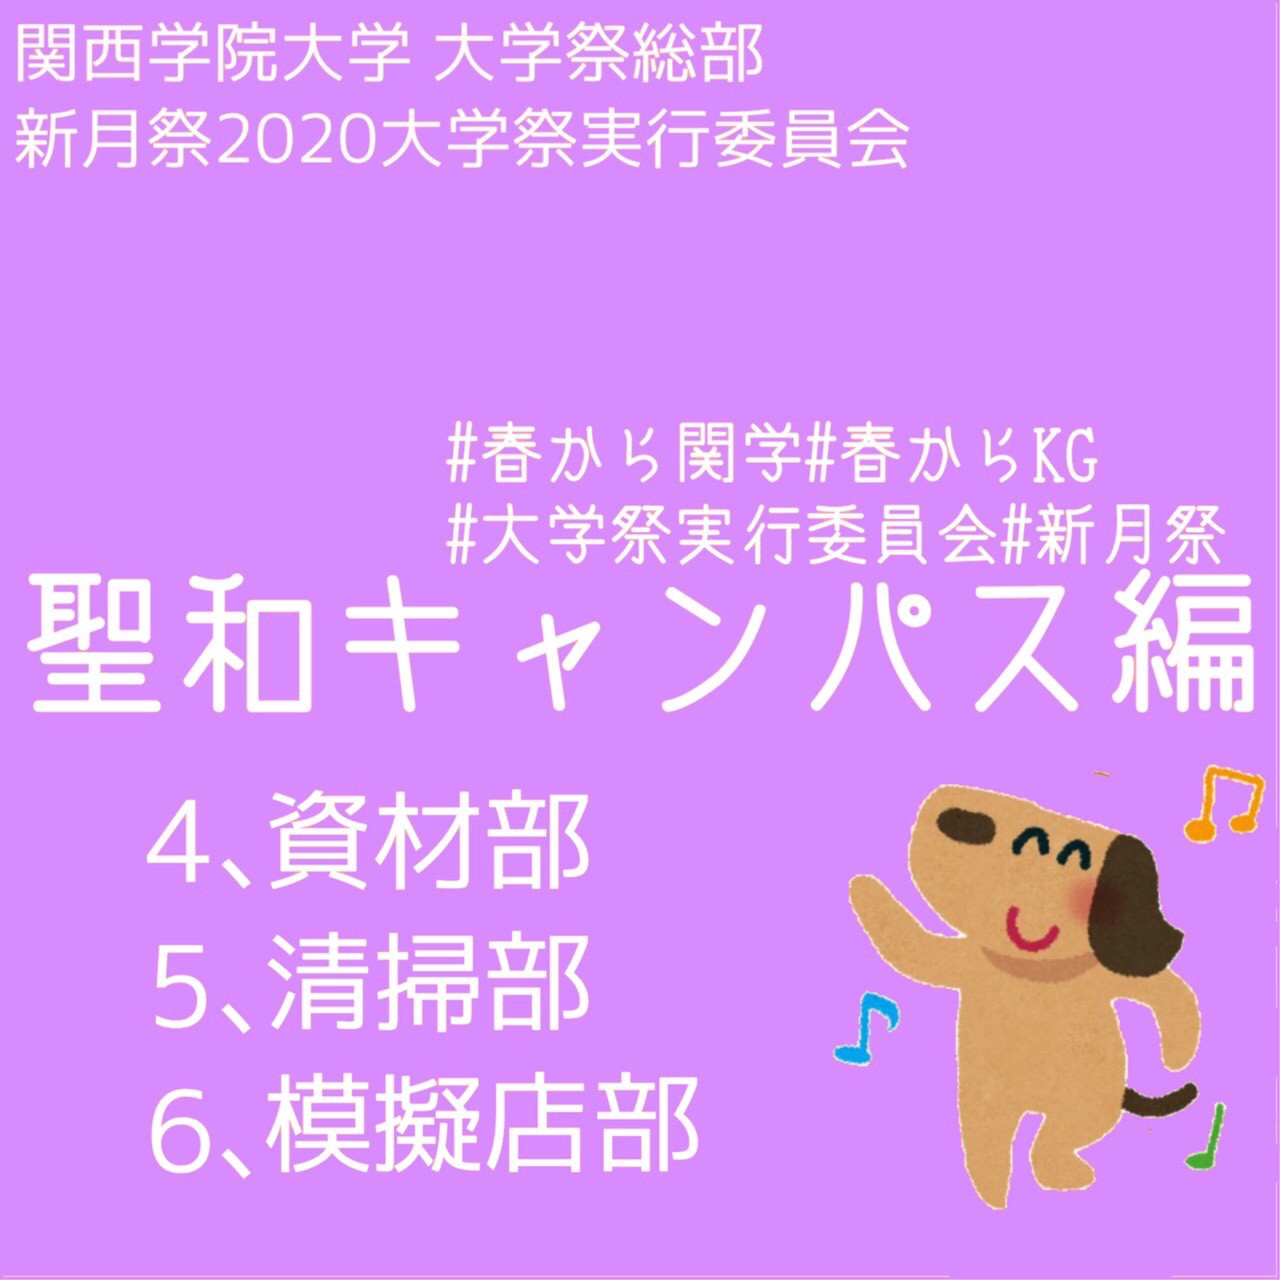 関西学院大学 大学祭総部
新月祭2020大学祭実行委員会
#春から関学#春からKG
#大学祭実行委員会#新月祭
聖和キャンパス編
4、資材部
5、清掃部
6、模擬店部